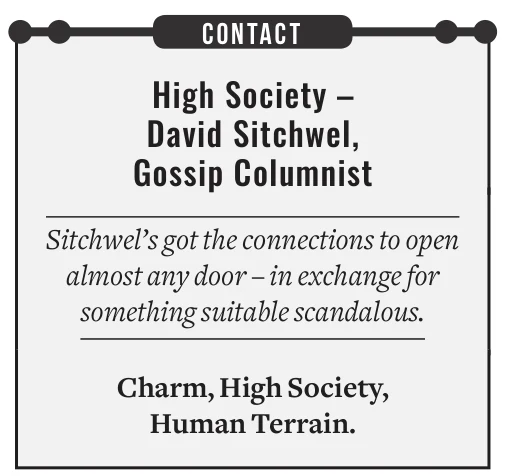 CONTACT
High Society –
David Sitchwel,
Gossip Columnist
Sitchwel’s got the connections to open
almost any door – in exchange for
something suitable scandalous.
Charm, High Society,
Human Terrain.